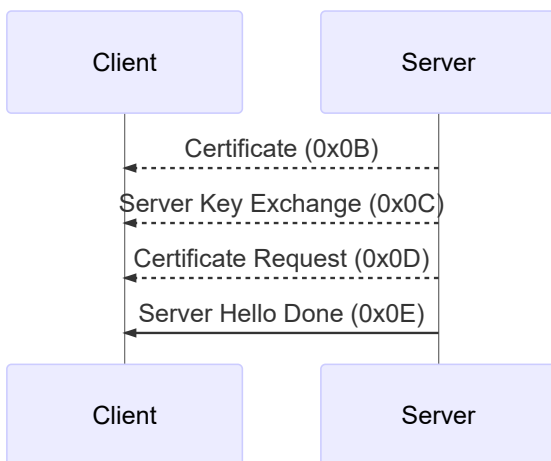 Client Server
Certificate (0x0B)
Server Key Exchange (0x0C)
Certificate Request (0x0D)
Server Hello Done (0x0E)
Client Server